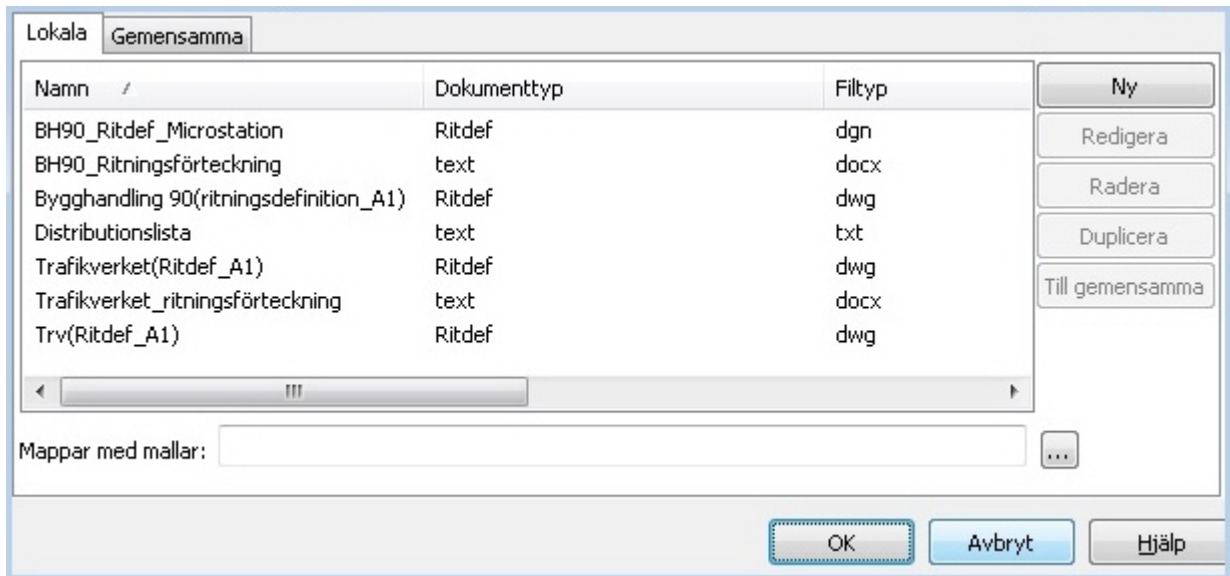 Lokala Gemensamma
Namn Dokumenttyp Filtyp Ny
BH90_Ritdef_Microstation Ritdef dgn Redigera
BH90_Ritningsförteckning text docx
Bygghandling 90(ritningsdefinition_A1) Ritdef dwg Radera
Distributionslista text txt Duplicera
Trafikverket(Ritdef_A1) Ritdef dwg
Trafikverket_ritningsförteckning text docx Till gemensamma
Trv(Ritdef_A1) Ritdef dwg
Mappar med mallar: ...
OK Avbryt Hjälp